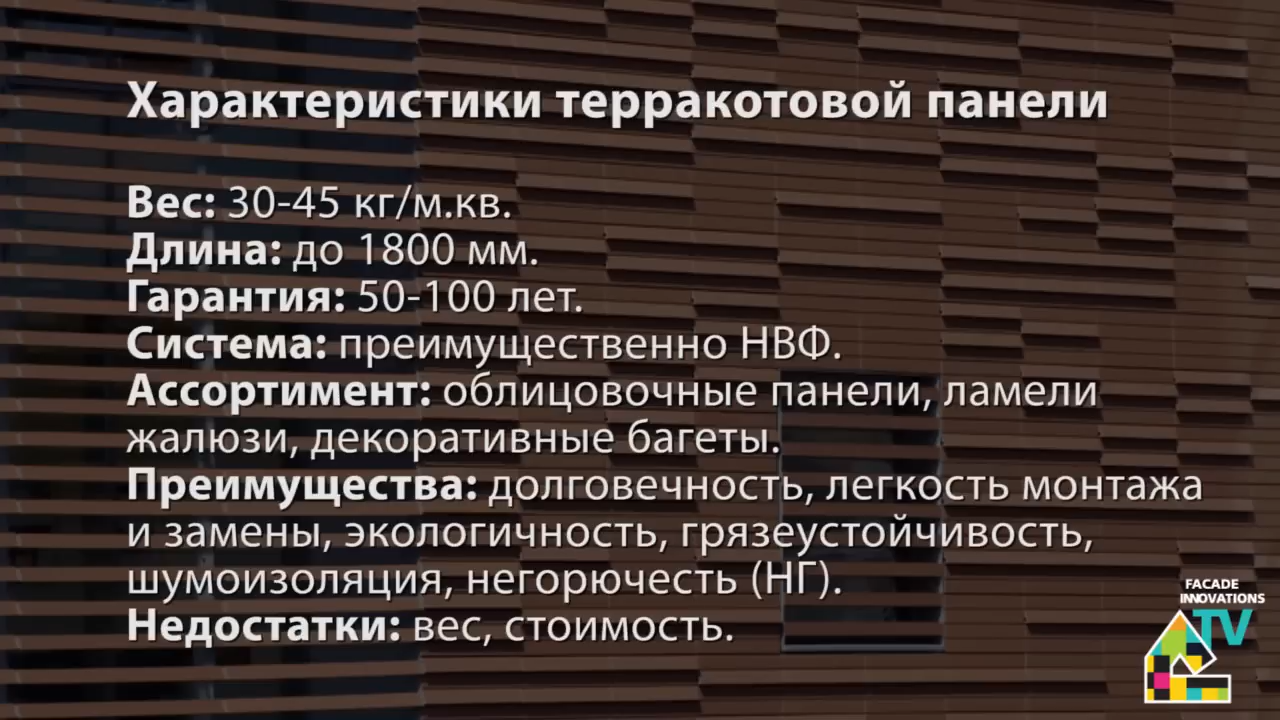 Характеристики терракотовой панели
Вес: 30-45 кг/м.кв.
Длина: до 1800 мм.
Гарантия: 50-100 лет.
Система: преимущественно НВФ.
Ассортимент: облицовочные панели, ламели
жалюзи, декоративные багеты.
Преимущества: долговечность, легкость монтажа
и замены, экологичность, грязеустойчивость,
шумоизоляция, негорючесть (НГ).
Недостатки: вес, стоимость.
FACADE
INNOVATIONS
TV